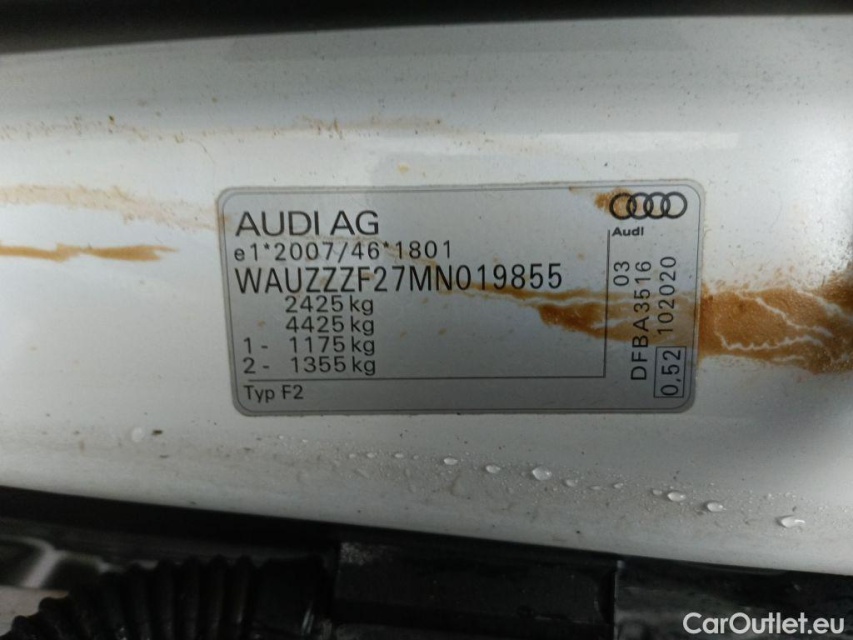 AUDI AG
e1*2007/46*1801
WAUZZZF27MN019855
2425 kg
4425 kg
1 - 1175 kg
2 - 1355 kg
Typ F2
Audi
03
DFBA3516
102020
0,52
CarOutlet.eu